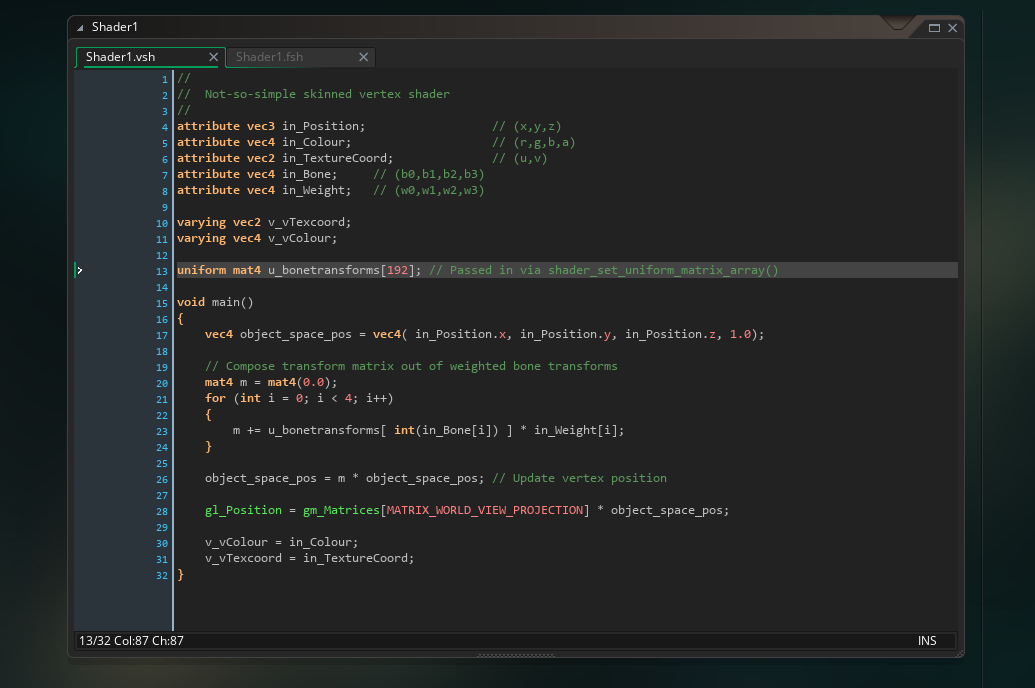 Shader1
Shader1.vsh Shader1.fsh
1 //
2 //  Not-so-simple skinned vertex shader
3 //
4 attribute vec3 in_Position;                  // (x,y,z)
5 attribute vec4 in_Colour;                    // (r,g,b,a)
6 attribute vec2 in_TextureCoord;              // (u,v)
7 attribute vec4 in_Bone;     // (b0,b1,b2,b3)
8 attribute vec4 in_Weight;   // (w0,w1,w2,w3)
9
10 varying vec2 v_vTexcoord;
11 varying vec4 v_vColour;
12
13 uniform mat4 u_bonetransforms[192]; // Passed in via shader_set_uniform_matrix_array()
14
15 void main()
16 {
17     vec4 object_space_pos = vec4( in_Position.x, in_Position.y, in_Position.z, 1.0);
18
19     // Compose transform matrix out of weighted bone transforms
20     mat4 m = mat4(0.0);
21     for (int i = 0; i < 4; i++)
22     {
23         m += u_bonetransforms[ int(in_Bone[i]) ] * in_Weight[i];
24     }
25
26     object_space_pos = m * object_space_pos; // Update vertex position
27
28     gl_Position = gm_Matrices[MATRIX_WORLD_VIEW_PROJECTION] * object_space_pos;
29
30     v_vColour = in_Colour;
31     v_vTexcoord = in_TextureCoord;
32 }
13/32 Col:87 Ch:87 INS